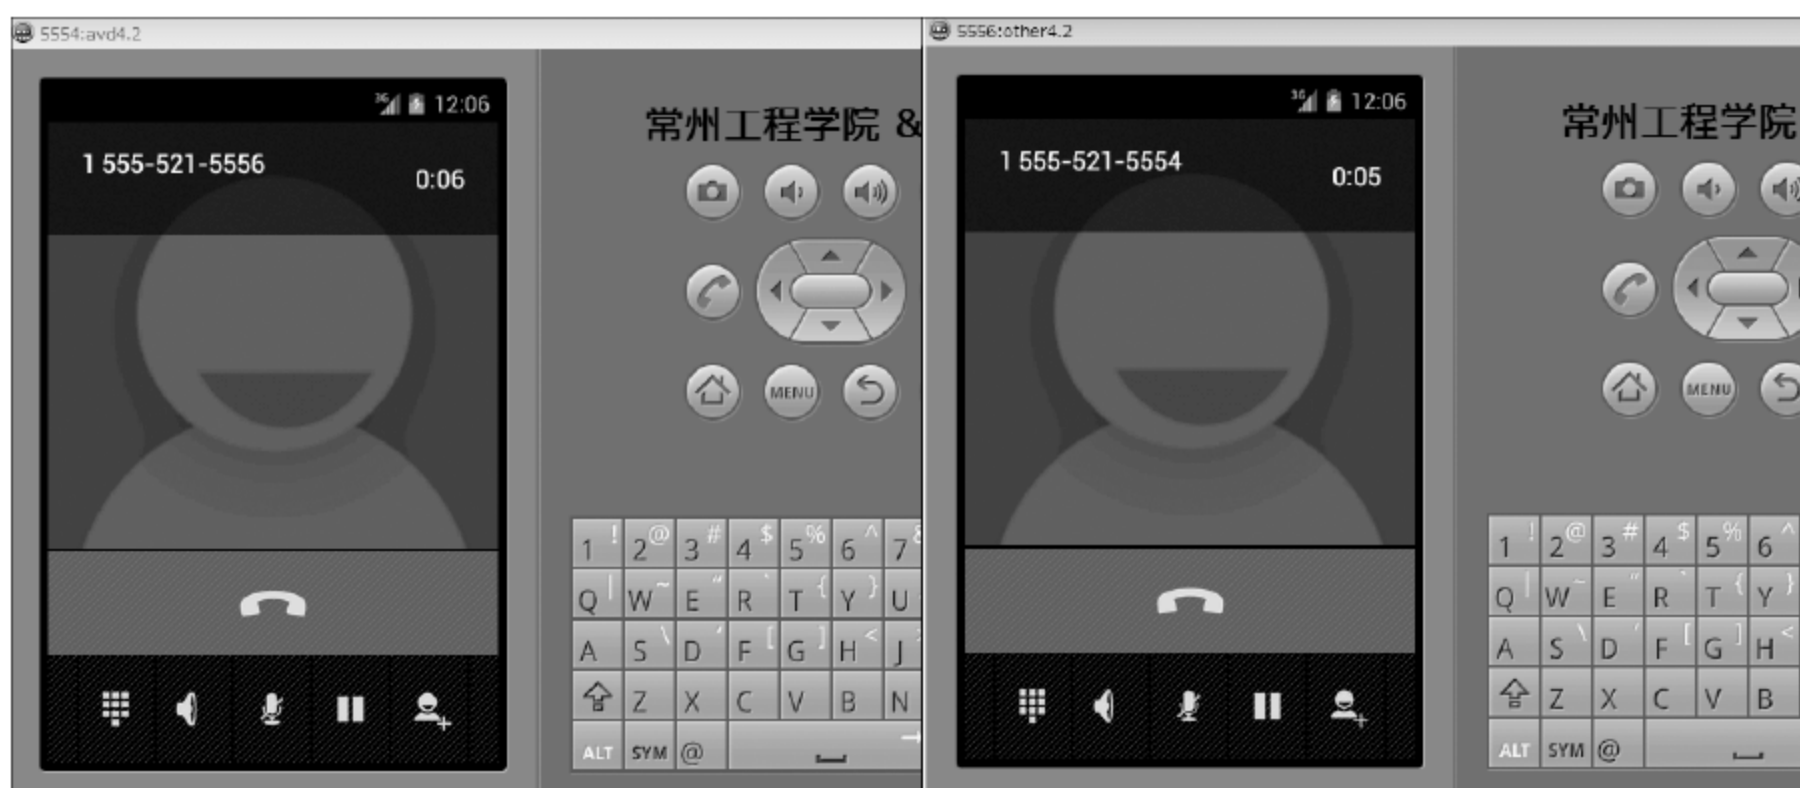 5554:avd4.2
3G 12:06
1 555-521-5556
0:06
常州工程学院 &
MENU
1 ! 2 @ 3 # 4 $ 5 % 6 ^ 7
Q | W ~ E " R ` T { Y } U
A S \ D ' F [ G ] H < J
Z X C V B N
ALT SYM @
5556:other4.2
3G 12:06
1 555-521-5554
0:05
常州工程学院
MENU
1 ! 2 @ 3 # 4 $ 5 % 6 ^
Q | W ~ E " R ` T { Y }
A S \ D ' F [ G ] H <
Z X C V B
ALT SYM @